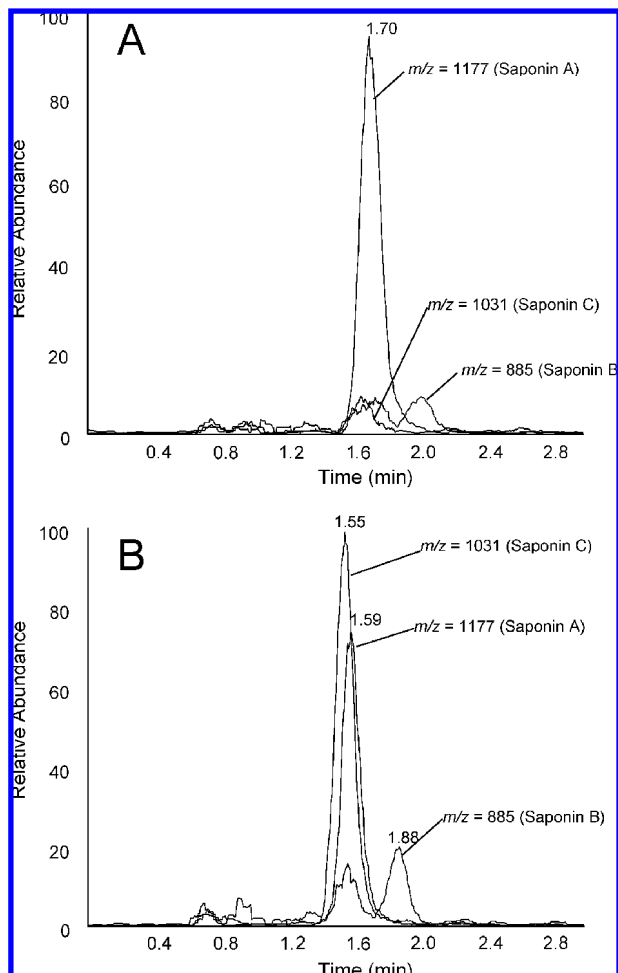 100
A
1.70
m/z = 1177 (Saponin A)
80
60
Relative Abundance
40
m/z = 1031 (Saponin C)
20
m/z = 885 (Saponin B
0
0.4 0.8 1.2 1.6 2.0 2.4 2.8
Time (min)
100
B
1.55
m/z = 1031 (Saponin C)
80
1.59
m/z = 1177 (Saponin A)
60
Relative Abundance
40
m/z = 885 (Saponin B)
20
1.88
0
0.4 0.8 1.2 1.6 2.0 2.4 2.8
Time (min)